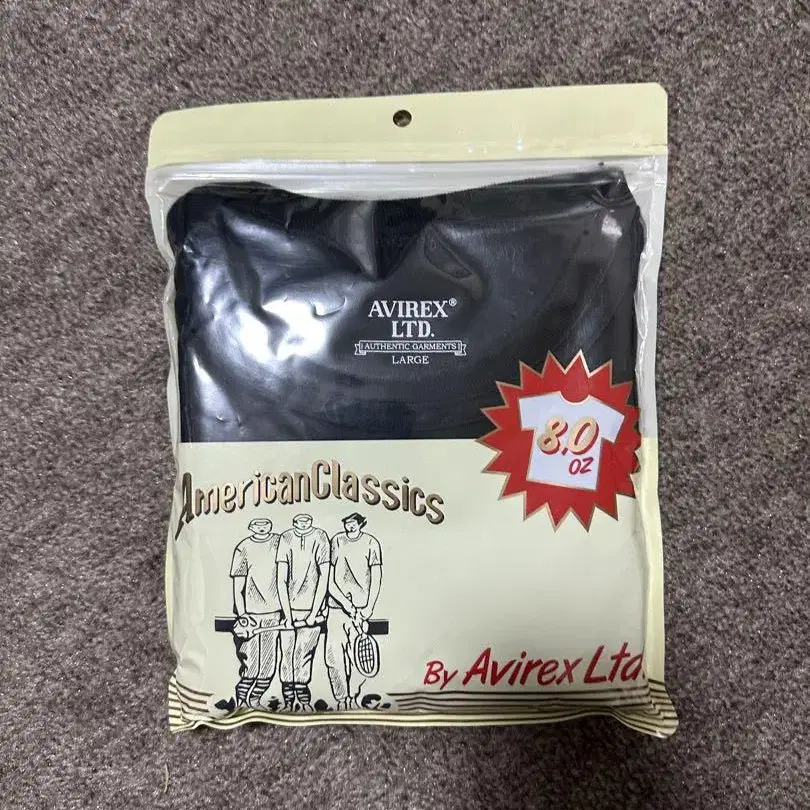 AVIREX®
LTD.
AUTHENTIC GARMENTS
LARGE
8.0
OZ
AmericanClassics
By Avirex Ltd.